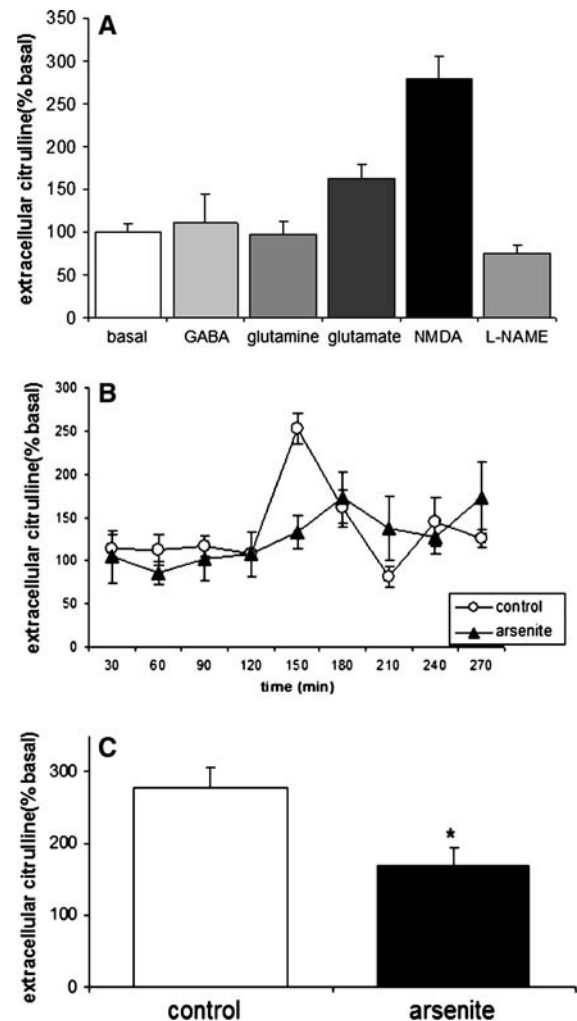 A
extracellular citrulline(% basal)
350
300
250
200
150
100
50
0
basal GABA glutamine glutamate NMDA L-NAME
B
extracellular citrulline(% basal)
300
250
200
150
100
50
0
30 60 90 120 150 180 210 240 270
time (min)
control
arsenite
C
extracellular citrulline(% basal)
300
200
100
0
*
control arsenite